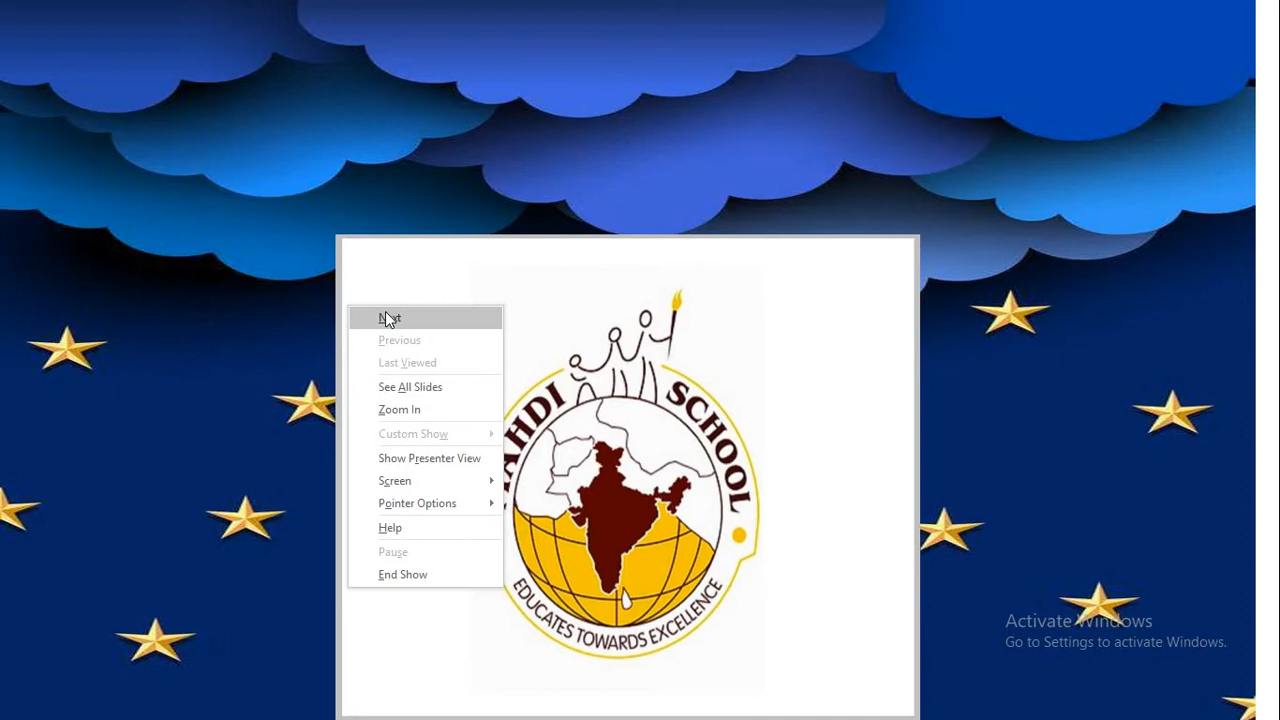 Next
Previous
Last Viewed
See All Slides
Zoom In
Custom Show
Show Presenter View
Screen
Pointer Options
Help
Pause
End Show
SCHOOL
EDUCATES TOWARDS EXCELLENCE
Activate Windows
Go to Settings to activate Windows.